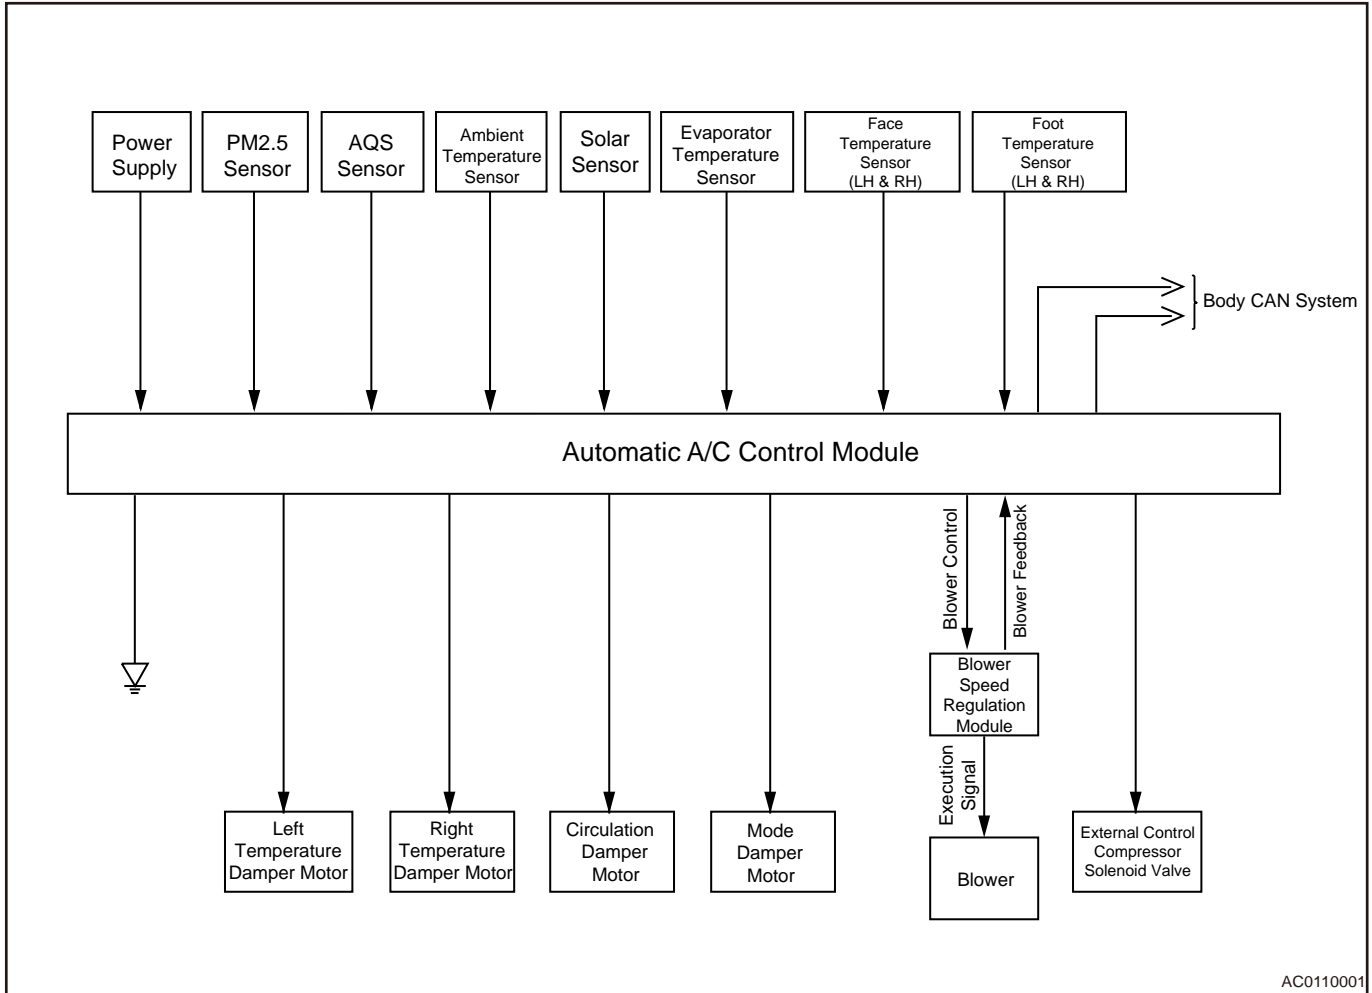 Power
Supply
PM2.5
Sensor
AQS
Sensor
Ambient
Temperature
Sensor
Solar
Sensor
Evaporator
Temperature
Sensor
Face
Temperature
Sensor
(LH & RH)
Foot
Temperature
Sensor
(LH & RH)
Body CAN System
Automatic A/C Control Module
Blower Control
Blower Feedback
Blower
Speed
Regulation
Module
Execution
Signal
Left
Temperature
Damper Motor
Right
Temperature
Damper Motor
Circulation
Damper
Motor
Mode
Damper
Motor
Blower
External Control
Compressor
Solenoid Valve
AC0110001